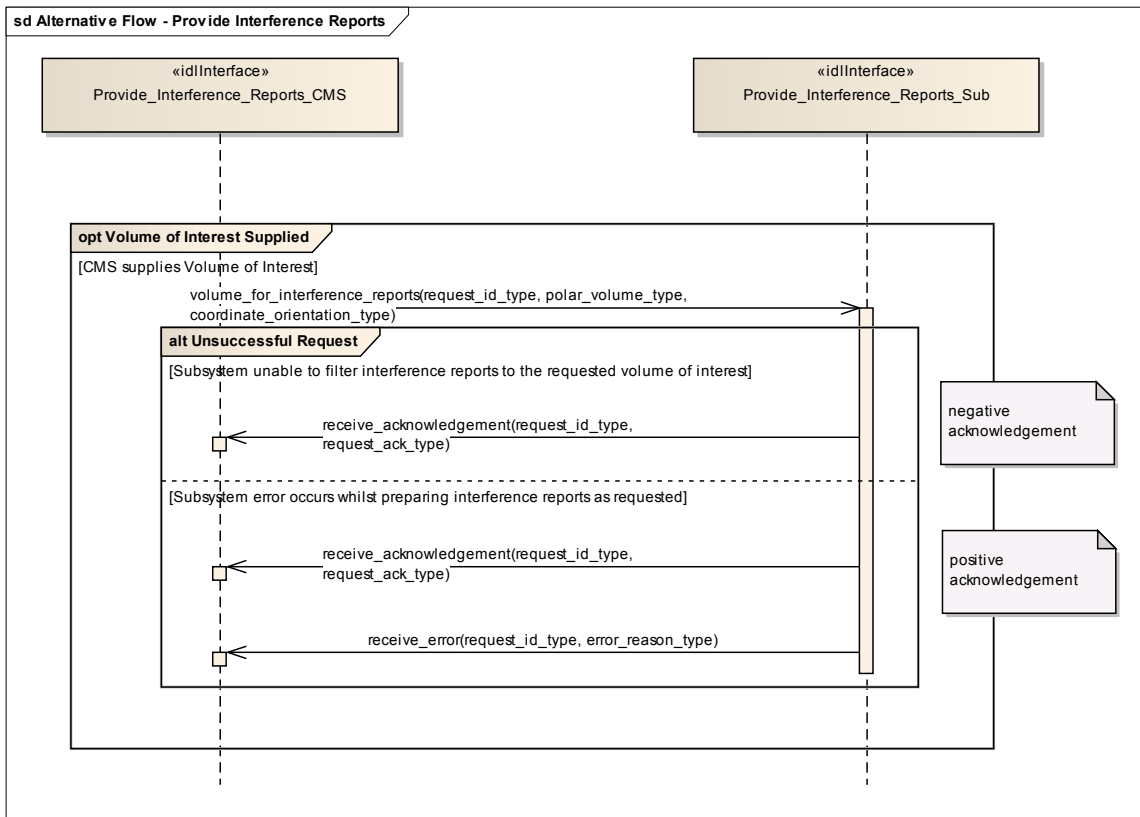 sd Alternative Flow - Provide Interference Reports
«idlInterface»
Provide_Interference_Reports_CMS
«idlInterface»
Provide_Interference_Reports_Sub
opt Volume of Interest Supplied
[CMS supplies Volume of Interest]
volume_for_interference_reports(request_id_type, polar_volume_type,
coordinate_orientation_type)
alt Unsuccessful Request
[Subsystem unable to filter interference reports to the requested volume of interest]
receive_acknowledgement(request_id_type,
request_ack_type)
negative
acknowledgement
[Subsystem error occurs whilst preparing interference reports as requested]
receive_acknowledgement(request_id_type,
request_ack_type)
positive
acknowledgement
receive_error(request_id_type, error_reason_type)